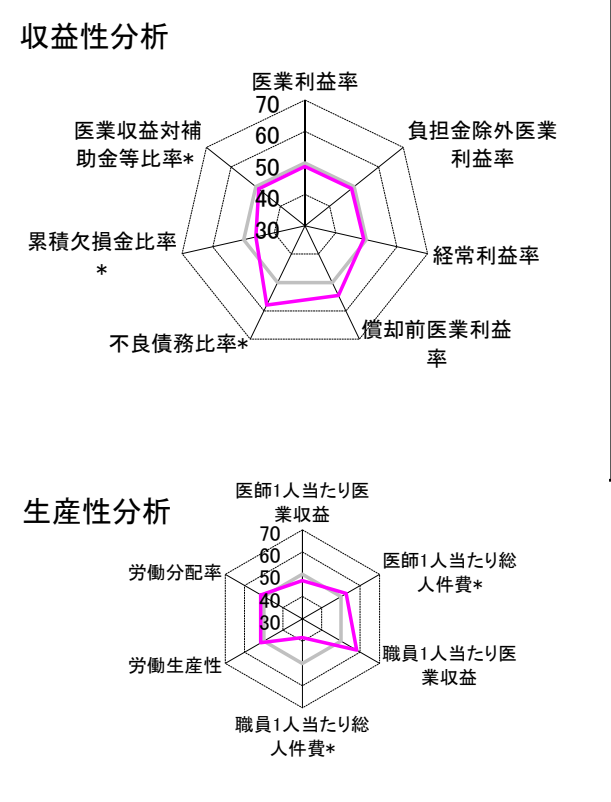 収益性分析
医業利益率
70
60
50
40
30
負担金除外医業
利益率
経常利益率
償却前医業利益
率
不良債務比率*
累積欠損金比率
*
医業収益対補
助金等比率*
生産性分析
医師1人当たり医
業収益
70
60
50
40
30
医師1人当たり総
人件費*
職員1人当たり医
業収益
職員1人当たり総
人件費*
労働生産性
労働分配率